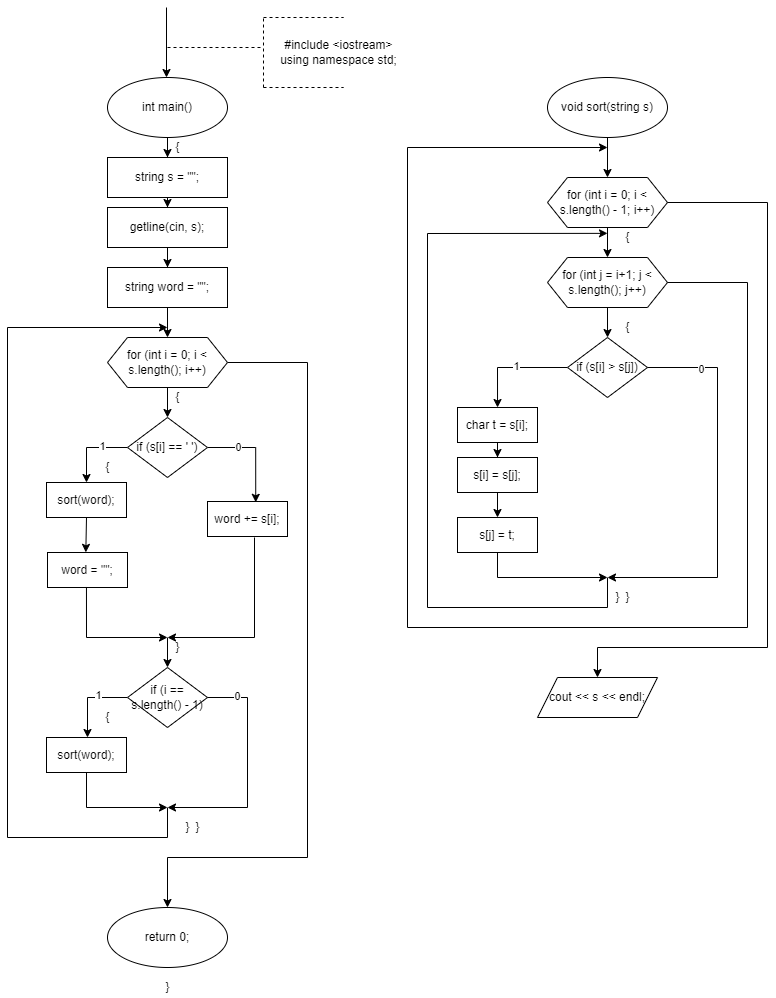 #include <iostream>
using namespace std;
int main()
{
string s = "";
getline(cin, s);
string word = "";
for (int i = 0; i <
s.length(); i++)
{
if (s[i] == ' ')
1
0
{
sort(word);
word += s[i];
word = "";
}
if (i ==
s.length() - 1)
1
0
{
sort(word);
} }
return 0;
}
void sort(string s)
for (int i = 0; i <
s.length() - 1; i++)
{
for (int j = i+1; j <
s.length(); j++)
{
if (s[i] > s[j])
1
0
char t = s[i];
s[i] = s[j];
s[j] = t;
} }
cout << s << endl;